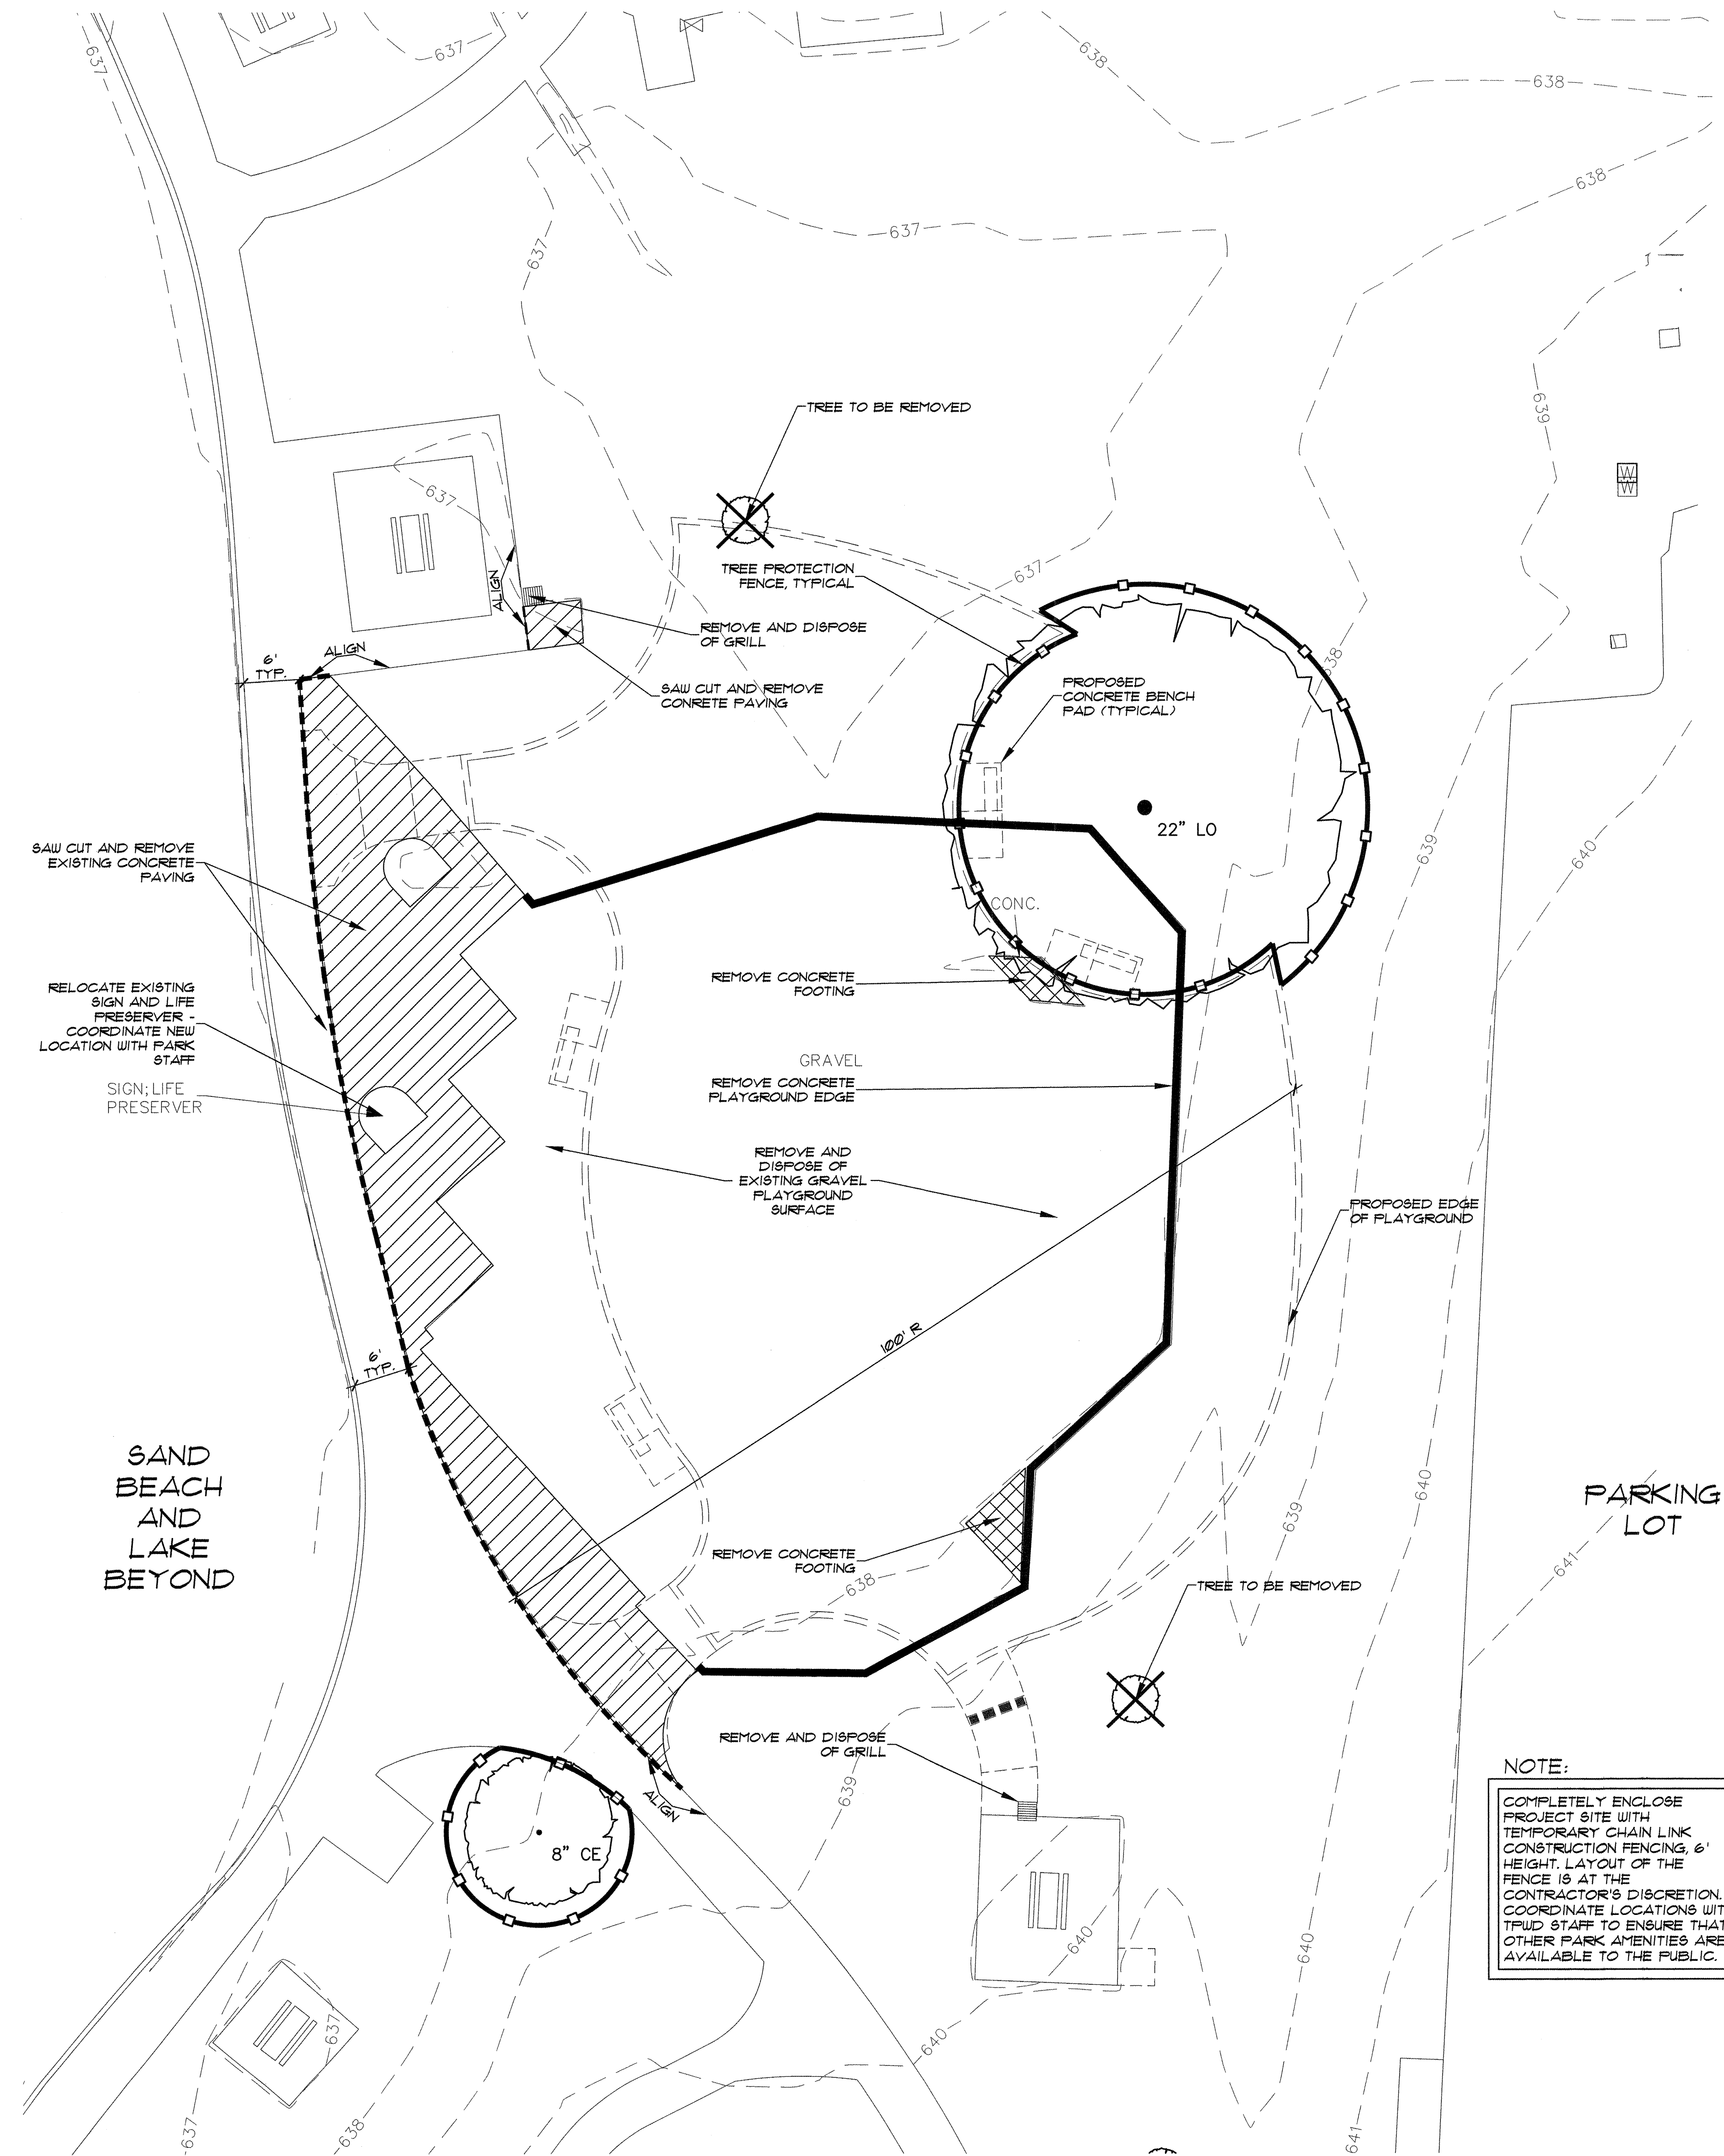 637
637
638
638
638
637
637
639
TREE TO BE REMOVED
637
W
W
TREE PROTECTION
FENCE, TYPICAL
637
ALIGN
REMOVE AND DISPOSE
OF GRILL
ALIGN
6'
TYP.
638
SAW CUT AND REMOVE
CONRETE PAVING
PROPOSED
CONCRETE BENCH
PAD (TYPICAL)
22" LO
639
640
SAW CUT AND REMOVE
EXISTING CONCRETE
PAVING
CONC.
REMOVE CONCRETE
FOOTING
RELOCATE EXISTING
SIGN AND LIFE
PRESERVER -
COORDINATE NEW
LOCATION WITH PARK
STAFF
SIGN;LIFE
PRESERVER
GRAVEL
REMOVE CONCRETE
PLAYGROUND EDGE
REMOVE AND
DISPOSE OF
EXISTING GRAVEL
PLAYGROUND
SURFACE
PROPOSED EDGE
OF PLAYGROUND
100' R
6'
TYP.
SAND
BEACH
AND
LAKE
BEYOND
640
639
PARKING
LOT
641
REMOVE CONCRETE
FOOTING
638
TREE TO BE REMOVED
REMOVE AND DISPOSE
OF GRILL
639
ALIGN
8" CE
NOTE:
COMPLETELY ENCLOSE
PROJECT SITE WITH
TEMPORARY CHAIN LINK
CONSTRUCTION FENCING, 6'
HEIGHT. LAYOUT OF THE
FENCE IS AT THE
CONTRACTOR'S DISCRETION.
COORDINATE LOCATIONS WIT
TPWD STAFF TO ENSURE THAT
OTHER PARK AMENITIES ARE
AVAILABLE TO THE PUBLIC.
640
640
637
640
637
638
641